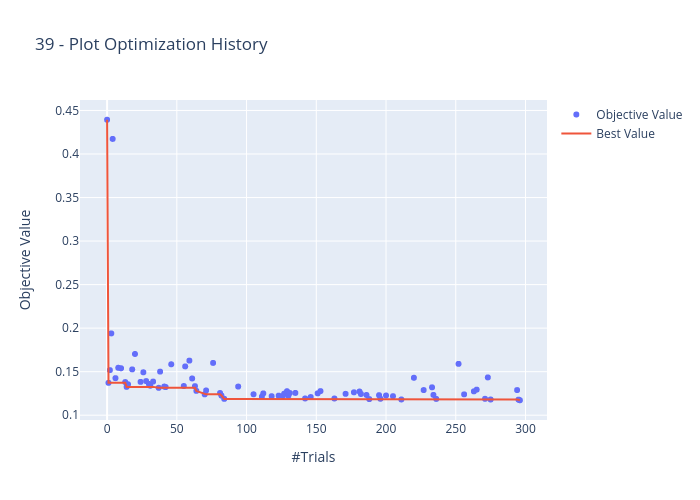 39 - Plot Optimization History
Objective Value
Best Value
0.45
0.4
0.35
0.3
0.25
0.2
0.15
0.1
Objective Value
0 50 100 150 200 250 300
#Trials